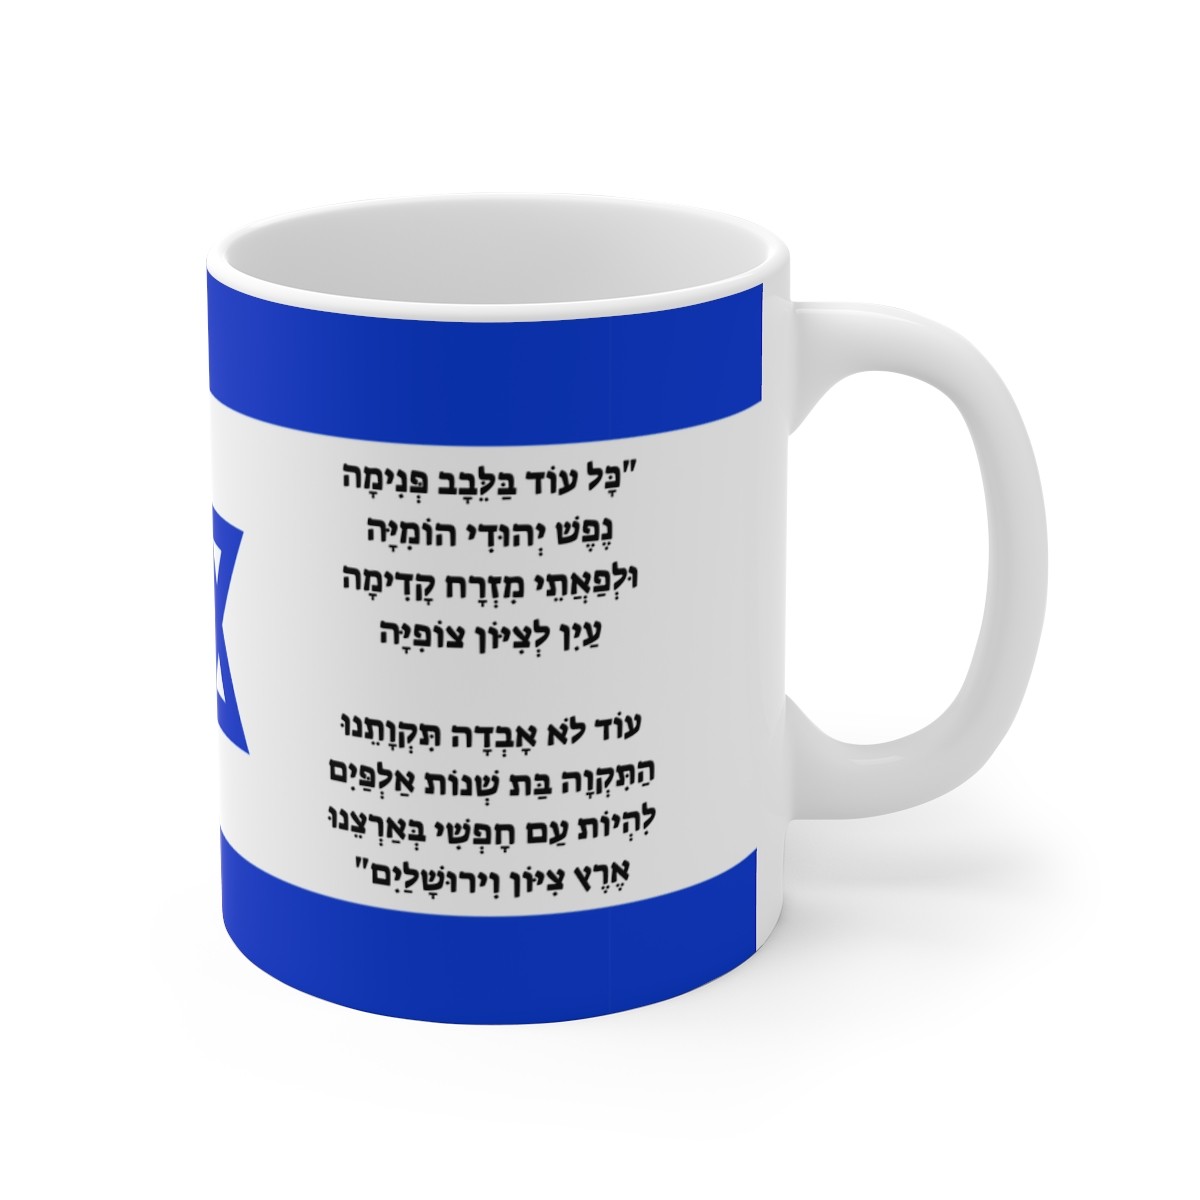 "כָּל עוֹד בַּלֵּבָב פְּנִימָה
נֶפֶשׁ יְהוּדִי הוֹמִיָּה
וּלְפַאֲתֵי מִזְרָח קָדִימָה
עַיִן לְצִיּוֹן צוֹפִיָּה
עוֹד לֹא אָבְדָה תִּקְוָתֵנוּ
הַתִּקְוָה בַּת שְׁנוֹת אַלְפַּיִם
לִהְיוֹת עַם חָפְשִׁי בְּאַרְצֵנוּ
אֶרֶץ צִיּוֹן וִירוּשָׁלַיִם"